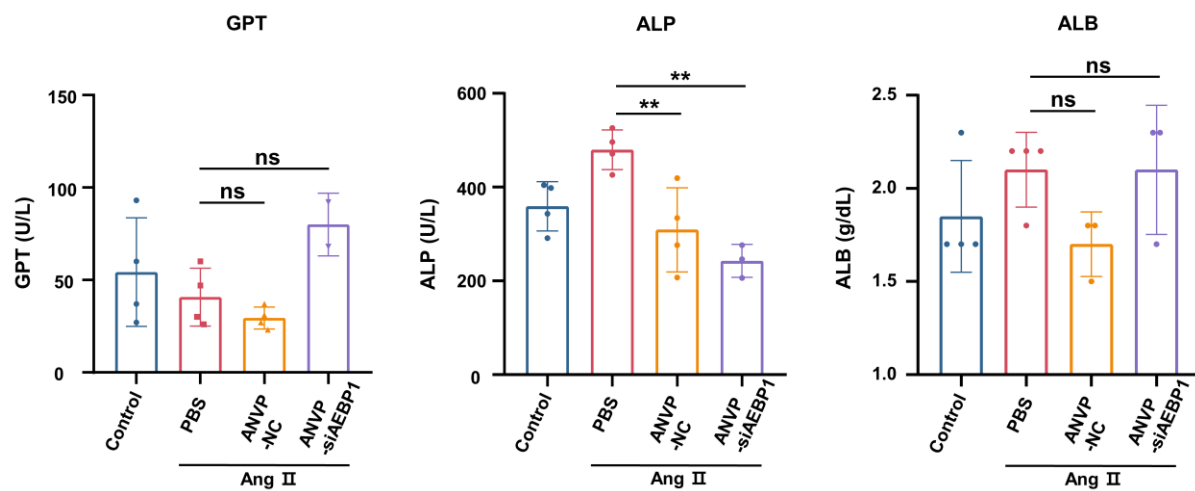 GPT
GPT (U/L)
150
100
50
0
ns
ns
Control
PBS
ANVP
-NC
ANVP
-siAEBP1
Ang Ⅱ
ALP
ALP (U/L)
600
400
200
0
**
**
Control
PBS
ANVP
-NC
ANVP
-siAEBP1
Ang Ⅱ
ALB
ALB (g/dL)
2.5
2.0
1.5
1.0
ns
ns
Control
PBS
ANVP
-NC
ANVP
-siAEBP1
Ang Ⅱ